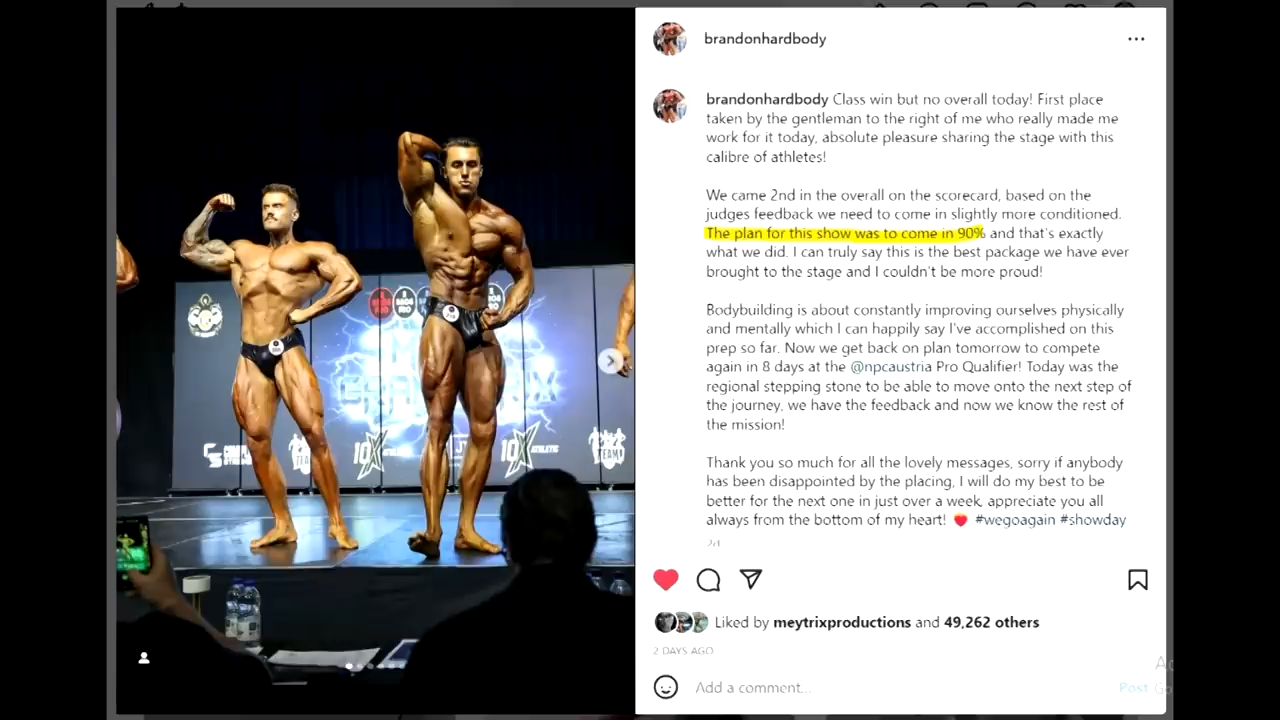 brandonhardbody
brandonhardbody Class win but no overall today! First place
taken by the gentleman to the right of me who really made me
work for it today, absolute pleasure sharing the stage with this
calibre of athletes!
We came 2nd in the overall on the scorecard, based on the
judges feedback we need to come in slightly more conditioned.
The plan for this show was to come in 90% and that's exactly
what we did. I can truly say this is the best package we have ever
brought to the stage and I couldn't be more proud!
Bodybuilding is about constantly improving ourselves physically
and mentally which I can happily say I've accomplished on this
prep so far. Now we get back on plan tomorrow to compete
again in 8 days at the @npcaustria Pro Qualifier! Today was the
regional stepping stone to be able to move onto the next step of
the journey, we have the feedback and now we know the rest of
the mission!
Thank you so much for all the lovely messages, sorry if anybody
has been disappointed by the placing, I will do my best to be
better for the next one in just over a week, appreciate you all
always from the bottom of my heart! ❤️ #wegoagain #showday
2d
Liked by meytrixproductions and 49,262 others
2 DAYS AGO
Add a comment...
Post
10X
TEAM
10X ATHLETIC
TEAM